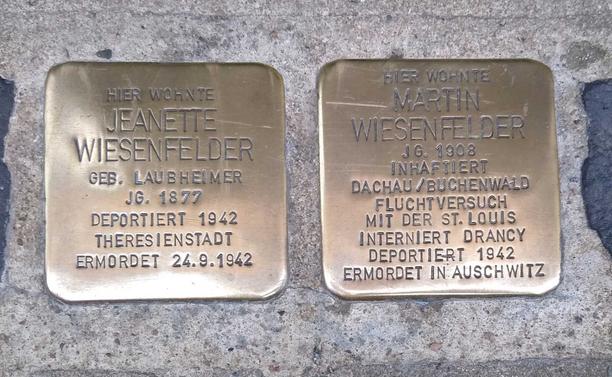 HIER WOHNTE
JEANETTE
WIESENFELDER
GEB. LAUBHEIMER
JG. 1877
DEPORTIERT 1942
THERESIENSTADT
ERMORDET 24.9.1942
HIER WOHNTE
MARTIN
WIESENFELDER
JG. 1908
INHAFTIERT
DACHAU/BUCHENWALD
FLUCHTVERSUCH
MIT DER ST. LOUIS
INTERNIERT DRANCY
DEPORTIERT 1942
ERMORDET IN AUSCHWITZ